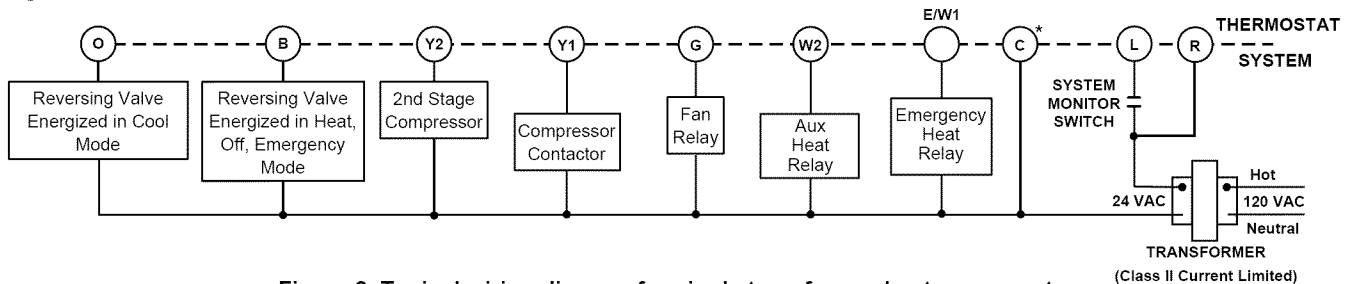 E/W1
O B Y2 Y1 G W2 C * L R THERMOSTAT
SYSTEM
Reversing Valve
Energized in Cool
Mode
Reversing Valve
Energized in Heat,
Off, Emergency
Mode
2nd Stage
Compressor
Compressor
Contactor
Fan
Relay
Aux
Heat
Relay
Emergency
Heat
Relay
SYSTEM
MONITOR
SWITCH
24 VAC
Hot
120 VAC
Neutral
TRANSFORMER
(Class II Current Limited)